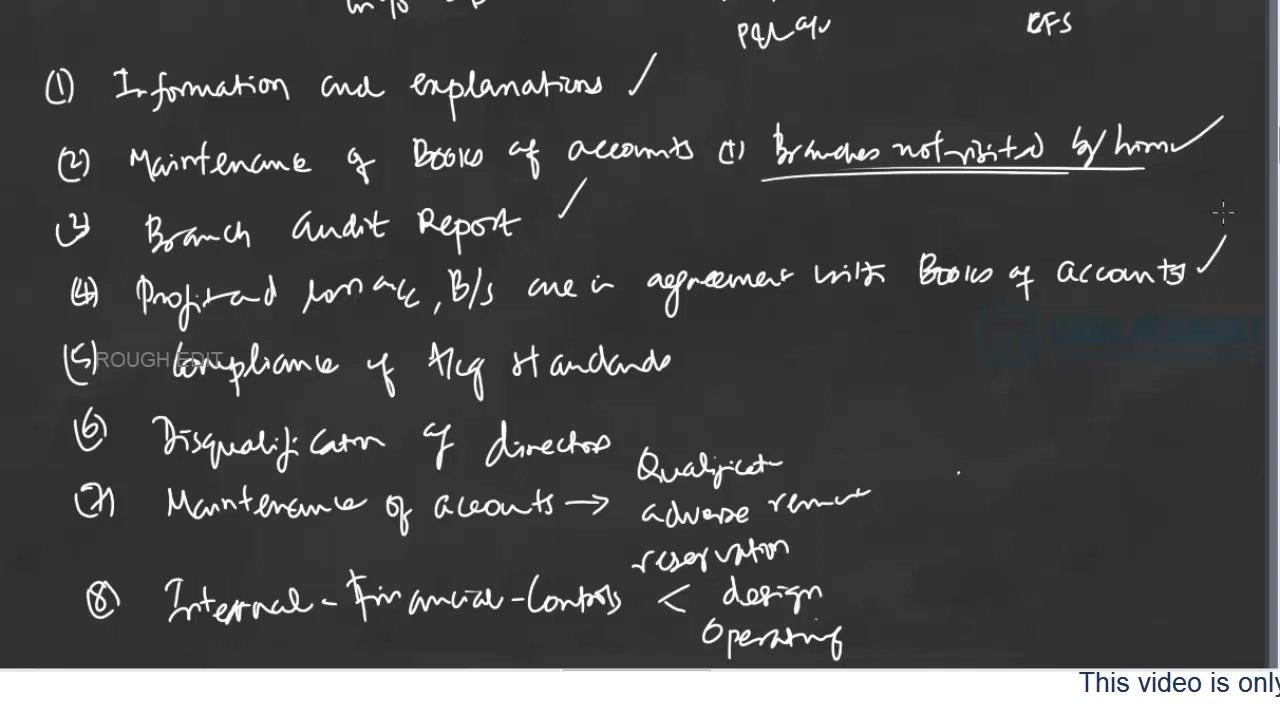 (1) Information and explanations ✓
(2) Maintenance of Books of accounts (+) Branches not visited by him ✓
(3) Branch audit Report ✓
(4) Profit and loss a/c, B/s are in agreement with Books of accounts ✓
(5) Compliance of A/cg standards
ROUGH EDIT
(6) Disqualification of director
(7) Maintenance of accounts → Qualificat
adverse remark
reservation
(8) Internal-Financial-Controls < design
Operating
This video is only